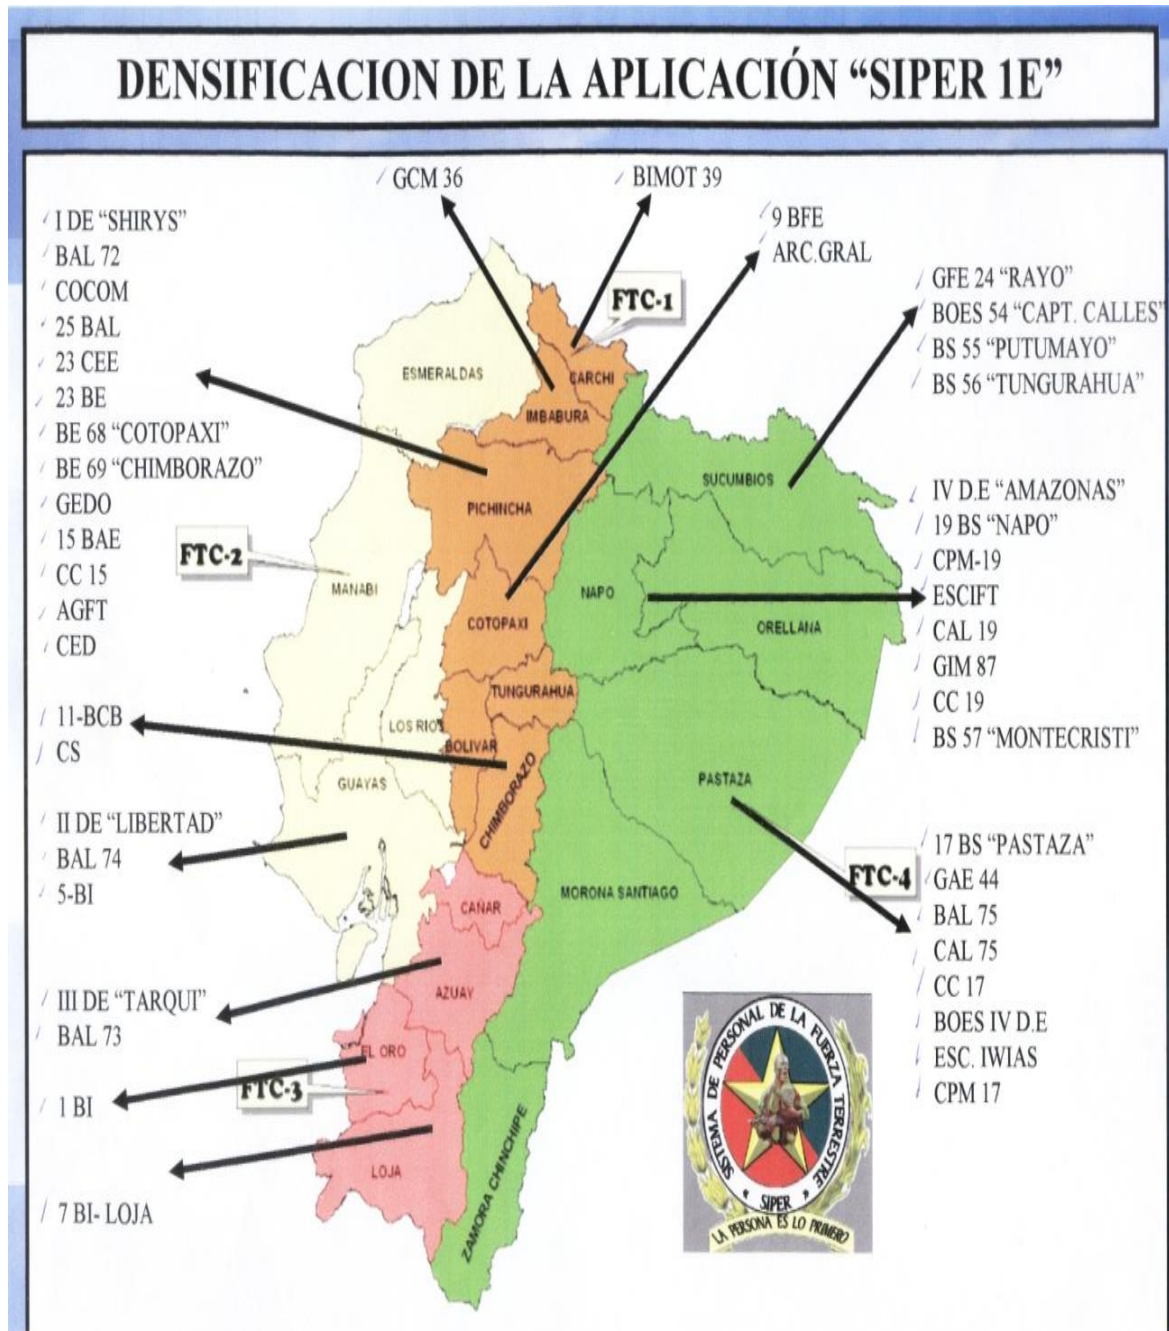 DENSIFICACION DE LA APLICACIÓN “SIPER 1E”
GCM 36
BIMOT 39
9 BFE
ARC.GRAL
I DE “SHIRYS”
BAL 72
COCOM
25 BAL
23 CEE
23 BE
BE 68 “COTOPAXI”
BE 69 “CHIMBORAZO”
GEDO
15 BAE
CC 15
AGFT
CED
11-BCB
CS
II DE “LIBERTAD”
BAL 74
5-BI
III DE “TARQUI”
BAL 73
1 BI
7 BI- LOJA
GFE 24 “RAYO”
BOES 54 “CAPT. CALLES”
BS 55 “PUTUMAYO”
BS 56 “TUNGURAHUA”
IV D.E “AMAZONAS”
19 BS “NAPO”
CPM-19
ESCIFT
CAL 19
GIM 87
CC 19
BS 57 “MONTECRISTI”
17 BS “PASTAZA”
GAE 44
BAL 75
CAL 75
CC 17
BOES IV D.E
ESC. IWIAS
CPM 17
FTC-1
FTC-2
FTC-3
FTC-4
ESMERALDAS
CARCHI
IMBABURA
PICHINCHA
SUCUMBIOS
MANABI
NAPO
COTOPAXI
ORELLANA
TUNGURAHUA
LOS RIOS
BOLIVAR
CHIMBORAZO
GUAYAS
PASTAZA
MORONA SANTIAGO
CAÑAR
AZUAY
EL ORO
LOJA
ZAMORA CHINCHIPE
SISTEMA DE PERSONAL DE LA FUERZA TERRESTRE
« SIPER »
LA PERSONA ES LO PRIMERO